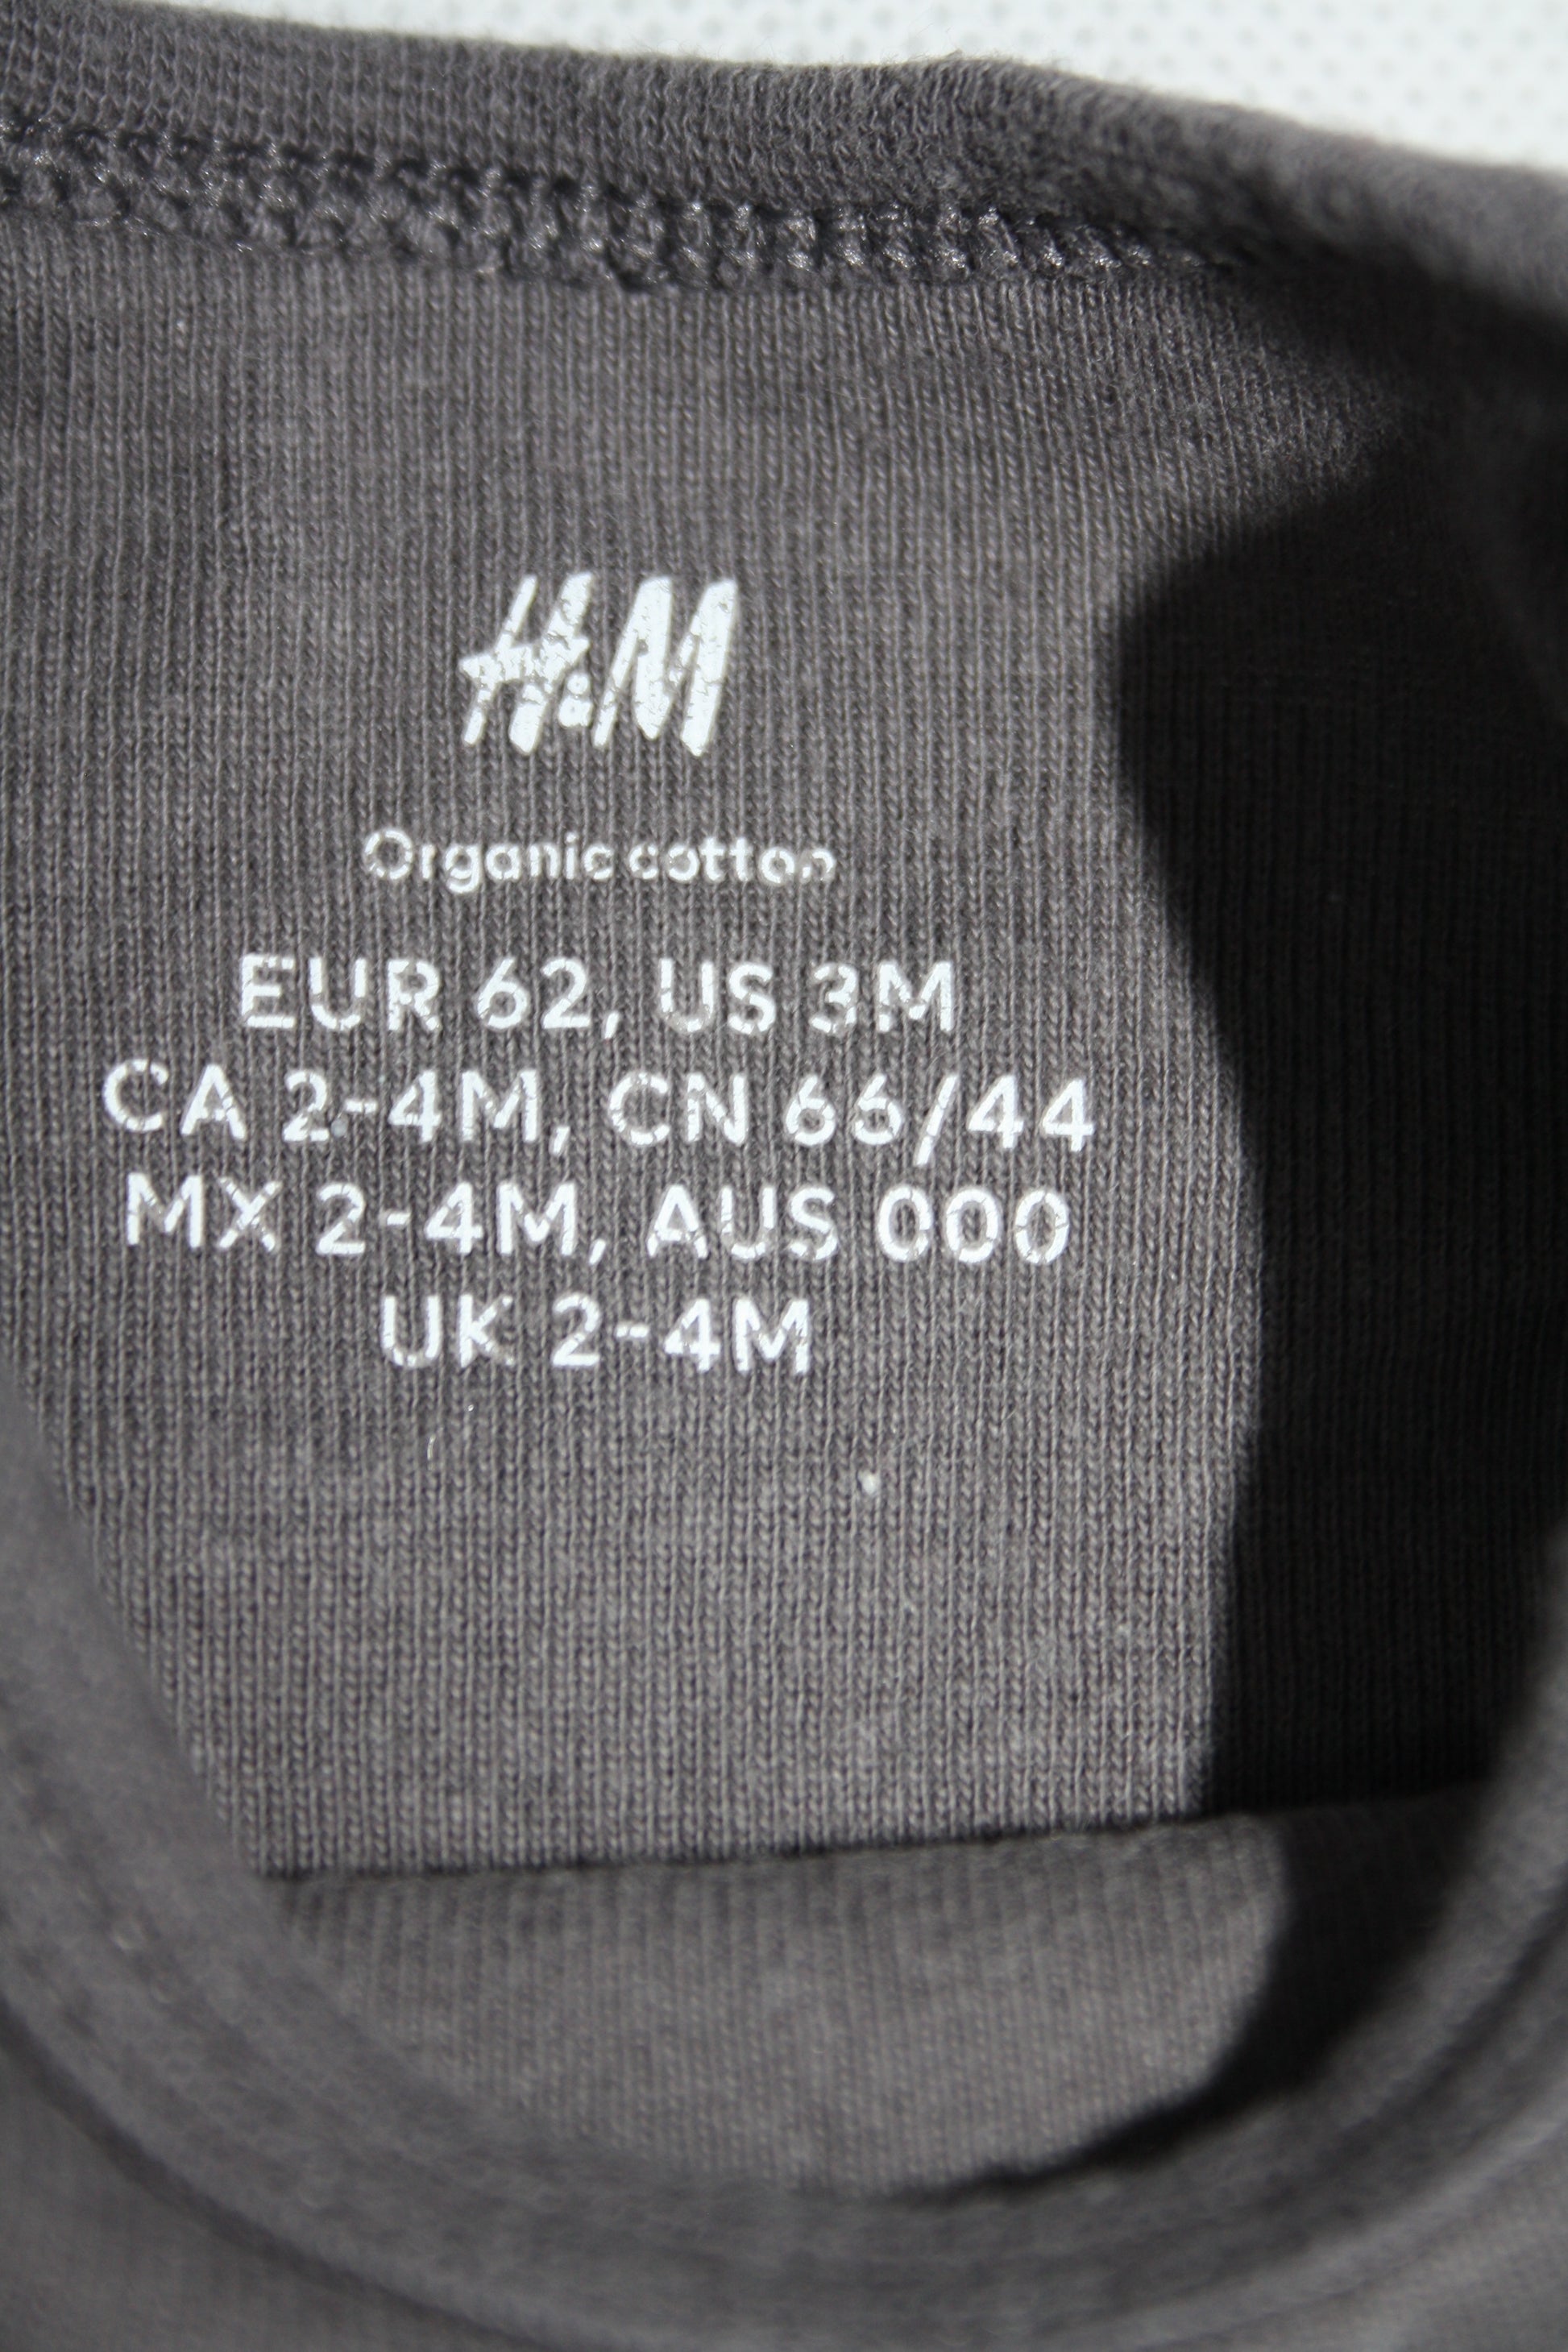 H&M
Organic cotton
EUR 62, US 3M
CA 2-4M, CN 66/44
MX 2-4M, AUS 000
UK 2-4M